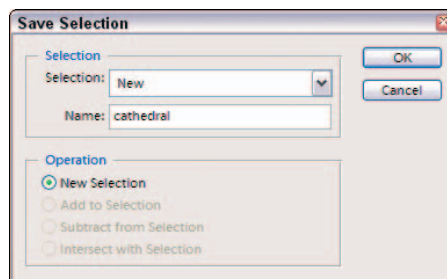 Save Selection
Selection
Selection: New
Name: cathedral
OK
Cancel
Operation
New Selection
Add to Selection
Subtract from Selection
Intersect with Selection